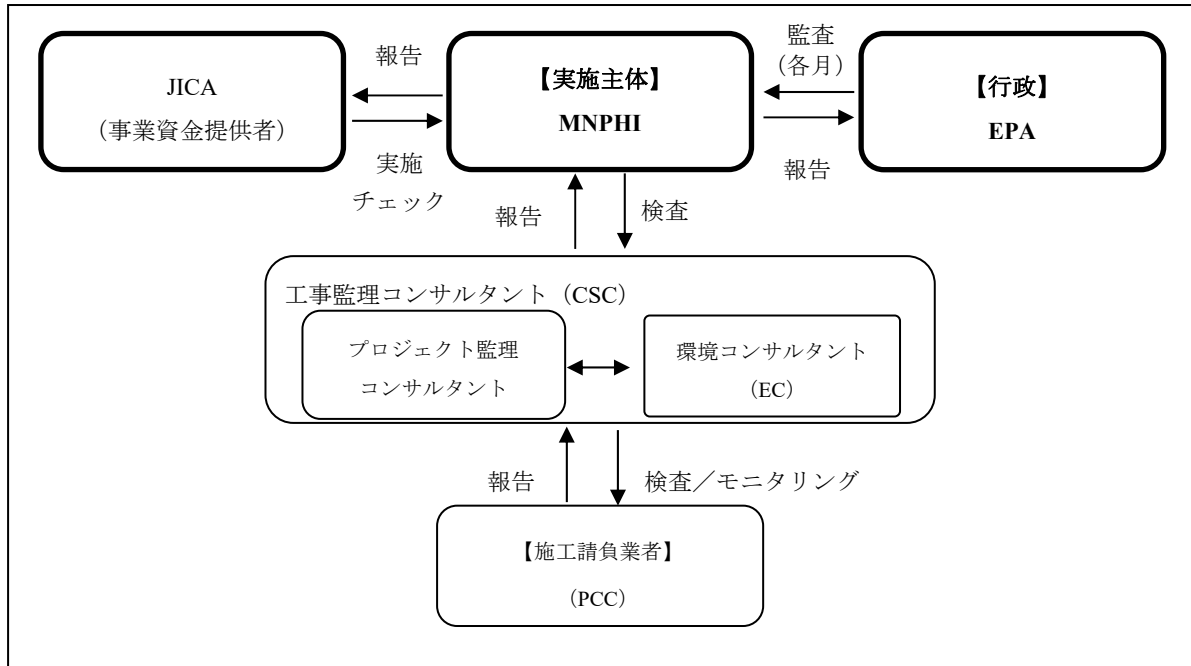 JICA
（事業資金提供者）
報告
実施
チェック
【実施主体】
MNPHI
監査
（各月）
報告
【行政】
EPA
報告
検査
工事監理コンサルタント（CSC）
プロジェクト監理
コンサルタント
環境コンサルタント
（EC）
報告
検査／モニタリング
【施工請負業者】
（PCC）